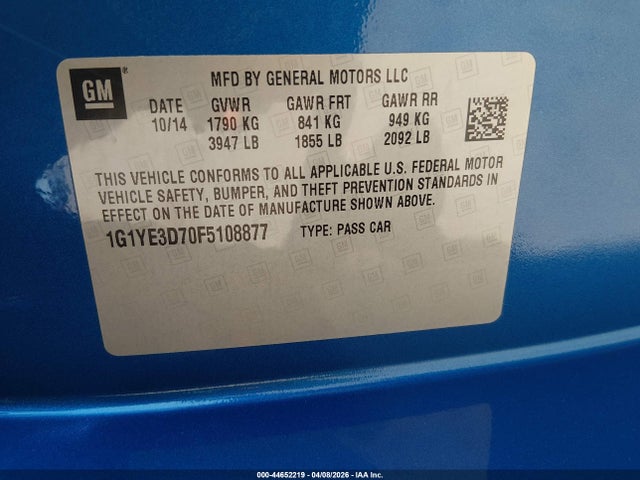 GM
MFD BY GENERAL MOTORS LLC
DATE GVWR GAWR FRT GAWR RR
10/14 1790 KG 841 KG 949 KG
3947 LB 1855 LB 2092 LB
THIS VEHICLE CONFORMS TO ALL APPLICABLE U.S. FEDERAL MOTOR
VEHICLE SAFETY, BUMPER, AND THEFT PREVENTION STANDARDS IN
EFFECT ON THE DATE OF MANUFACTURE SHOWN ABOVE.
1G1YE3D70F5108877 TYPE: PASS CAR
000-44652219 - 04/08/2026 - IAA Inc.